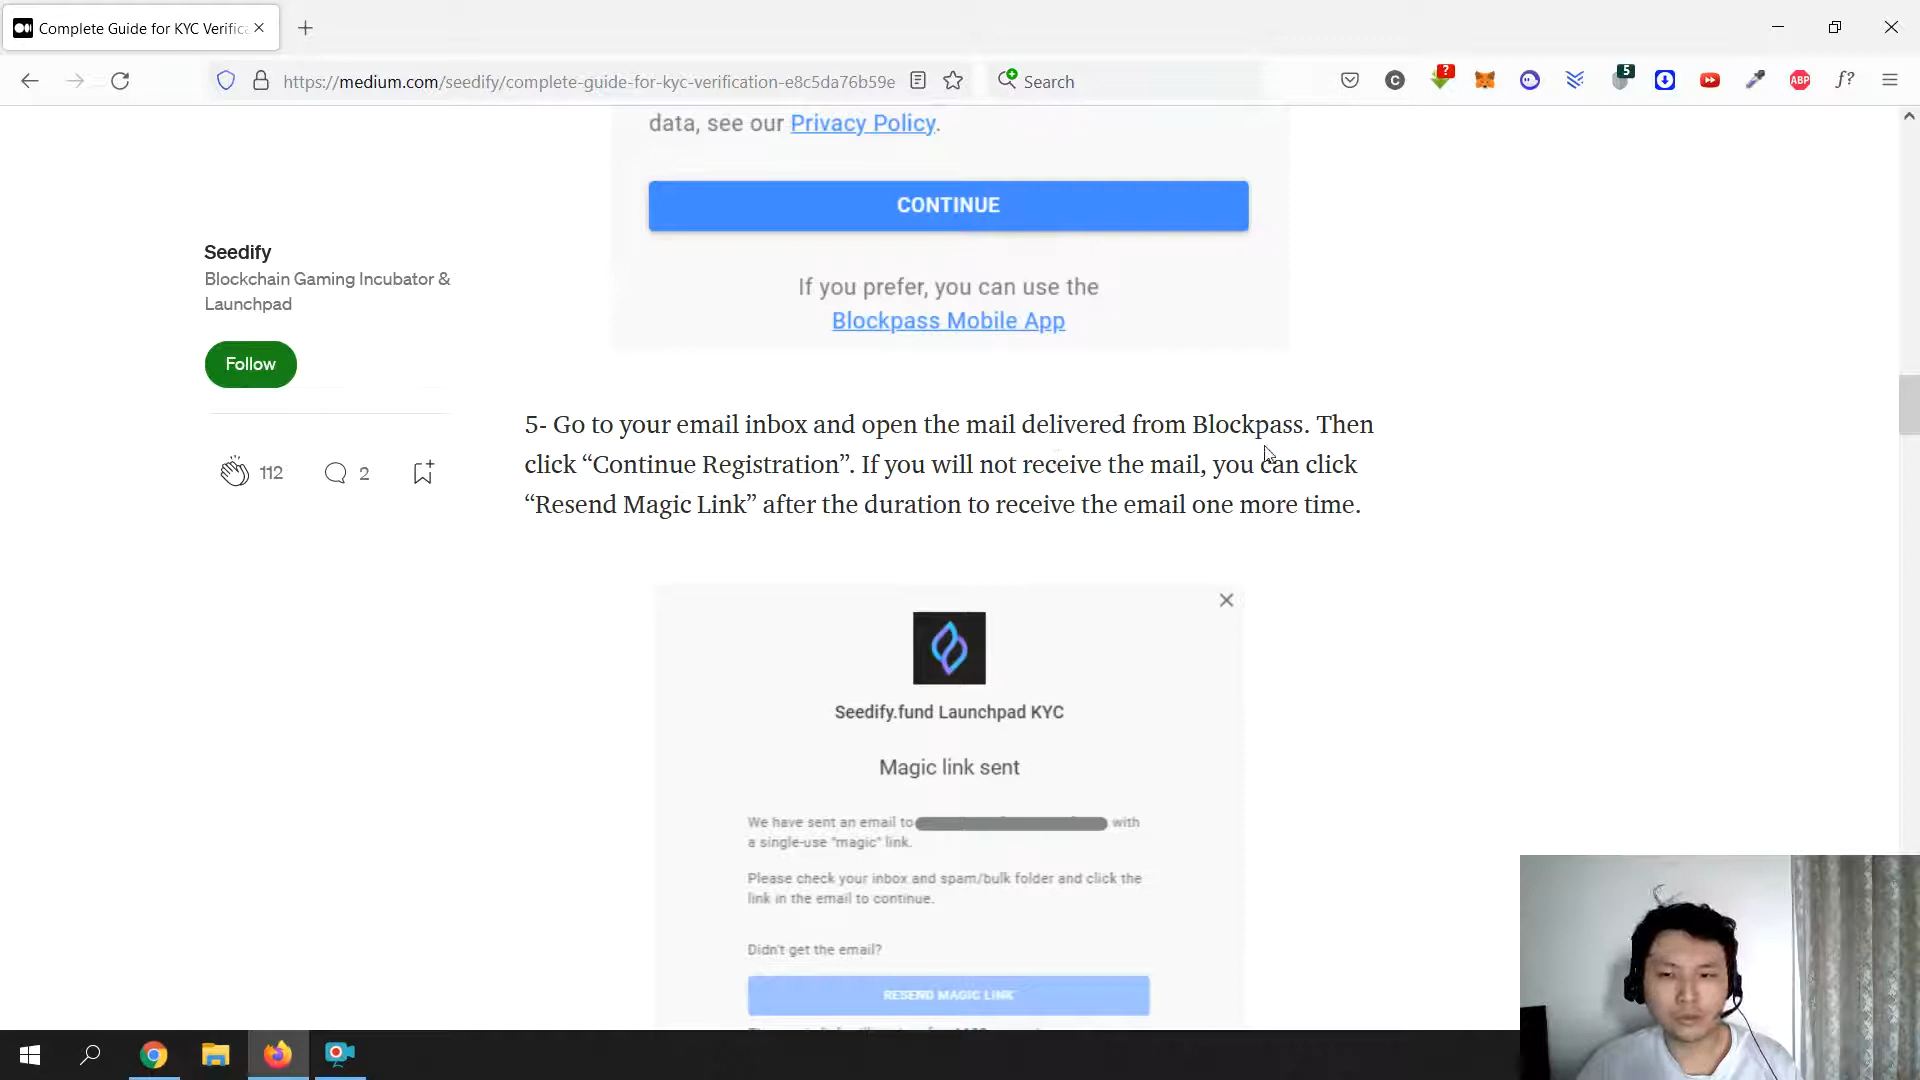 Complete Guide for KYC Verific
https://medium.com/seedify/complete-guide-for-kyc-verification-e8c5da76b59e
Search
C
?
5
ABP
f?
data, see our Privacy Policy.
CONTINUE
If you prefer, you can use the
Blockpass Mobile App
Seedify
Blockchain Gaming Incubator &
Launchpad
Follow
112
2
5- Go to your email inbox and open the mail delivered from Blockpass. Then
click “Continue Registration”. If you will not receive the mail, you can click
“Resend Magic Link” after the duration to receive the email one more time.
Seedify.fund Launchpad KYC
Magic link sent
We have sent an email to
with
a single-use "magic" link.
Please check your inbox and spam/bulk folder and click the
link in the email to continue.
Didn't get the email?
RESEND MAGIC LINK